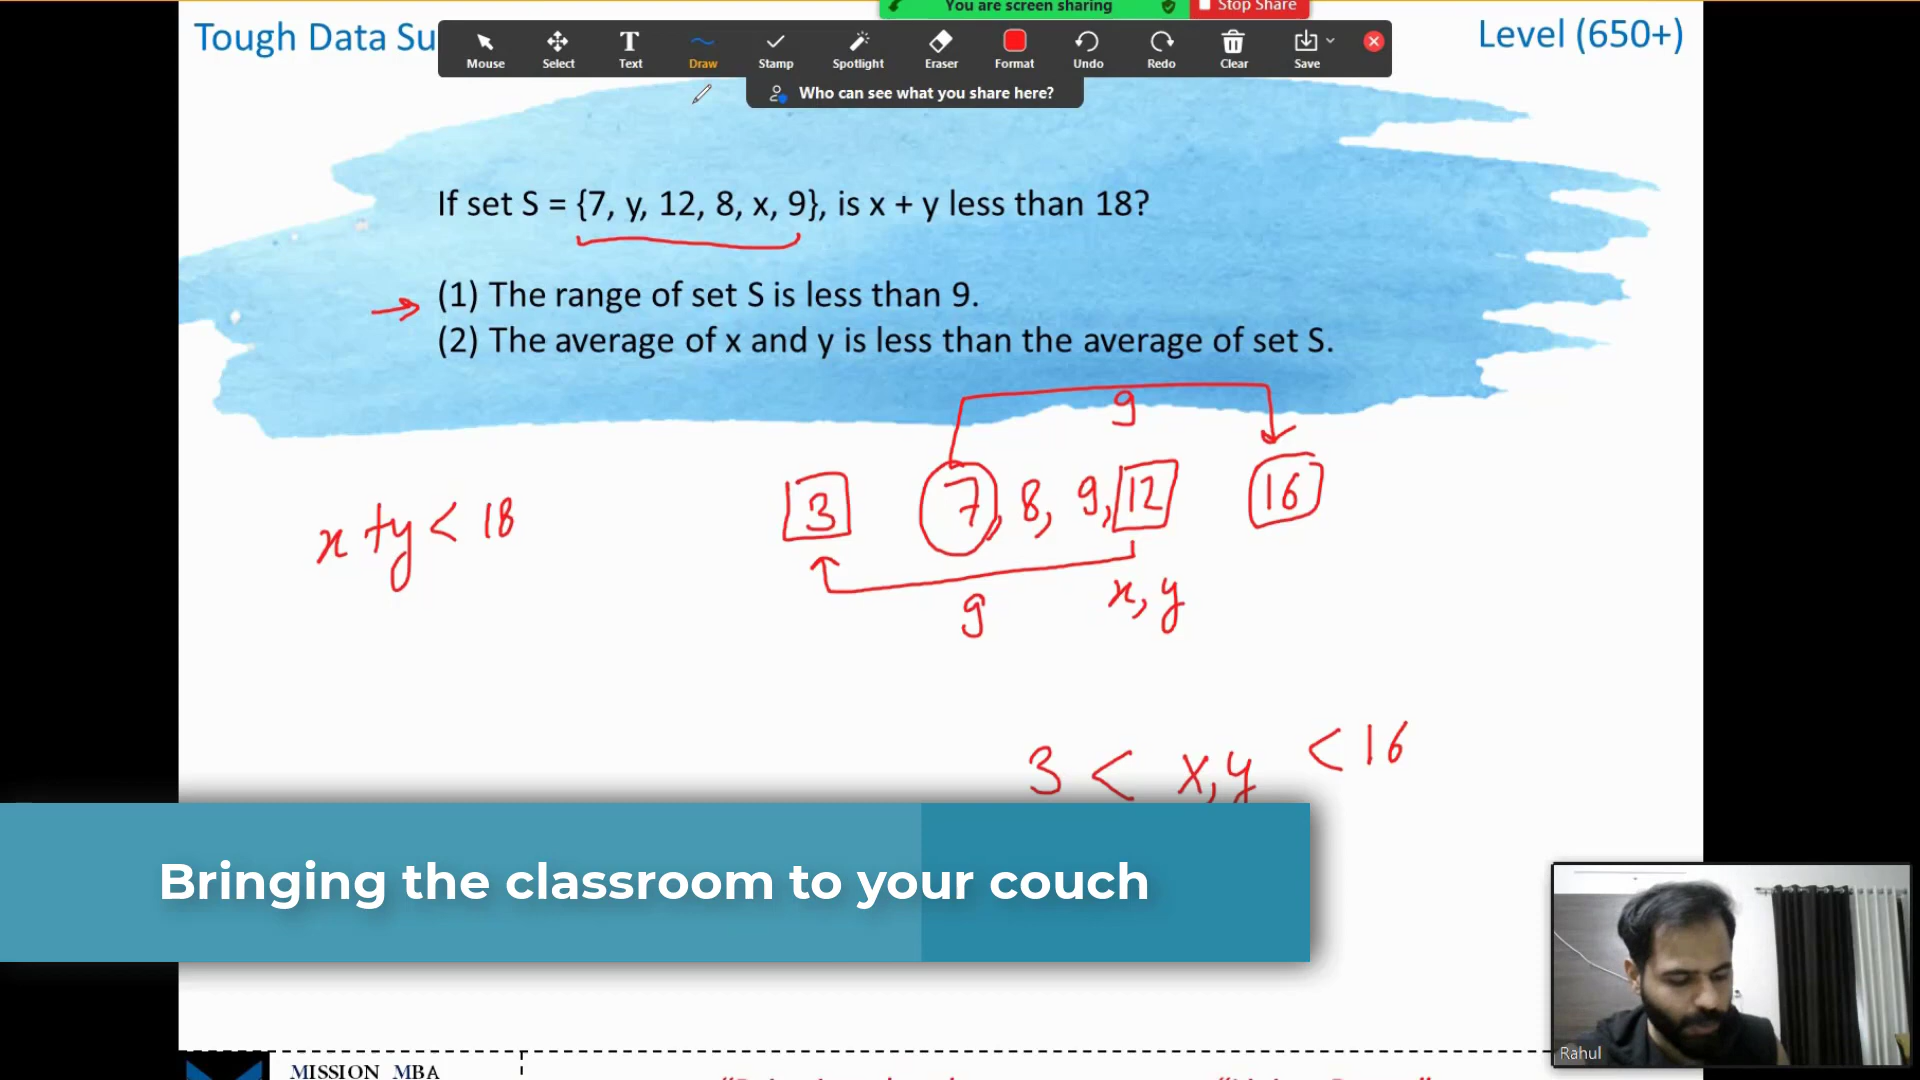 You are screen sharing
Stop Share
Tough Data Su
Level (650+)
Mouse Select Text Draw Stamp Spotlight Eraser Format Undo Redo Clear Save
Who can see what you share here?
If set S = {7, y, 12, 8, x, 9}, is x + y less than 18?
(1) The range of set S is less than 9.
(2) The average of x and y is less than the average of set S.
9
3 7, 8, 9, 12 16
x + y < 18
9 x, y
3 < x, y < 16
Bringing the classroom to your couch
Rahul
MISSION MBA